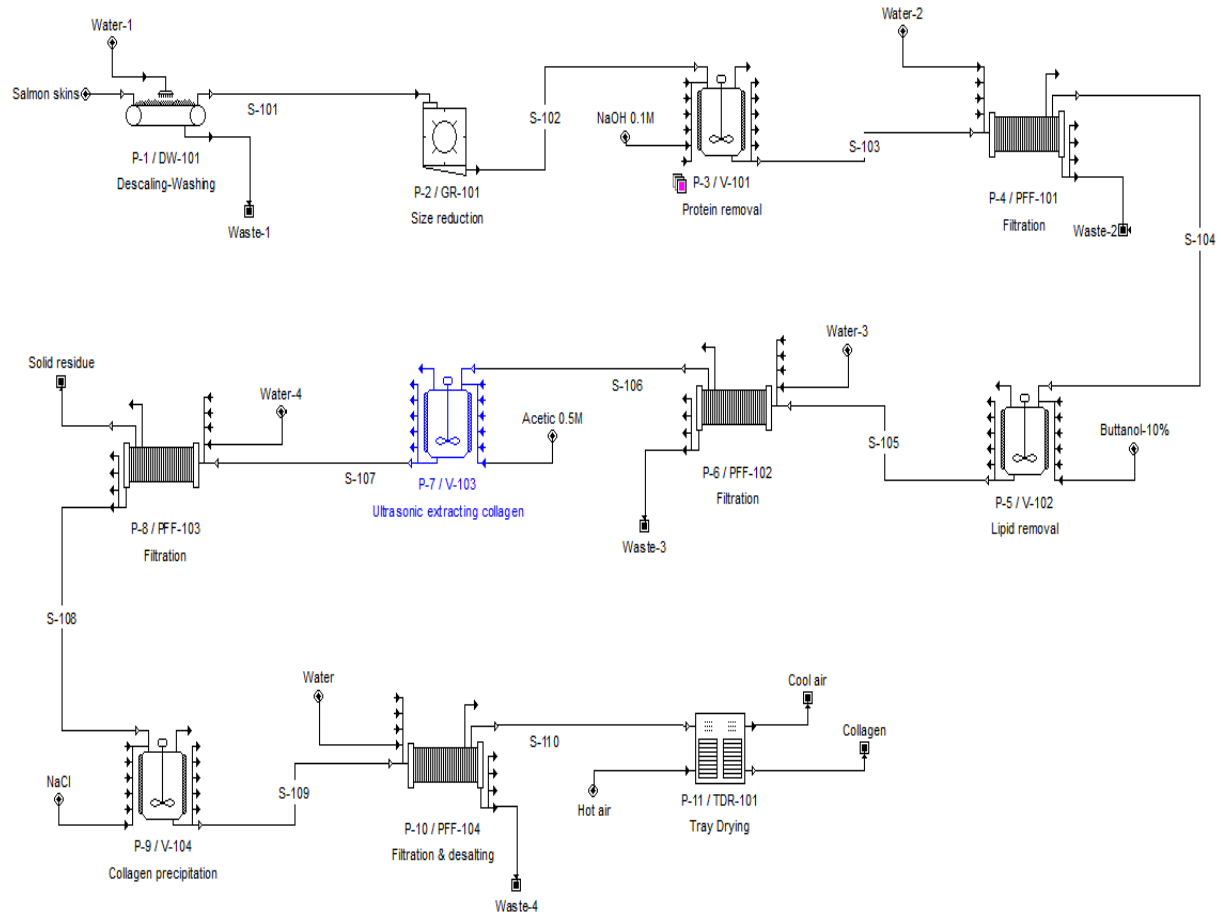 Water-1
Salmon skins
S-101
P-1 / DW-101
Descaling-Washing
Waste-1
P-2 / GR-101
Size reduction
S-102
NaOH 0.1M
P-3 / V-101
Protein removal
S-103
Water-2
P-4 / PFF-101
Filtration
Waste-2
S-104
Buttanol-10%
P-5 / V-102
Lipid removal
S-105
Water-3
P-6 / PFF-102
Filtration
Waste-3
S-106
Acetic 0.5M
P-7 / V-103
Ultrasonic extracting collagen
S-107
Water-4
Solid residue
P-8 / PFF-103
Filtration
S-108
NaCl
P-9 / V-104
Collagen precipitation
S-109
Water
P-10 / PFF-104
Filtration & desalting
Waste-4
S-110
Hot air
Cool air
Collagen
P-11 / TDR-101
Tray Drying